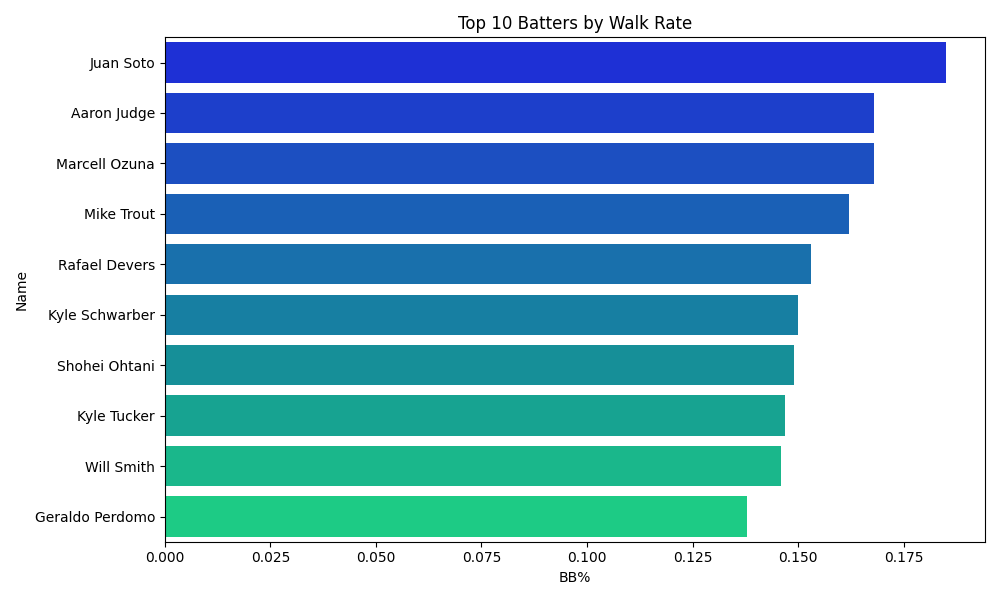 Top 10 Batters by Walk Rate
Name
Juan Soto
Aaron Judge
Marcell Ozuna
Mike Trout
Rafael Devers
Kyle Schwarber
Shohei Ohtani
Kyle Tucker
Will Smith
Geraldo Perdomo
0.000 0.025 0.050 0.075 0.100 0.125 0.150 0.175
BB%